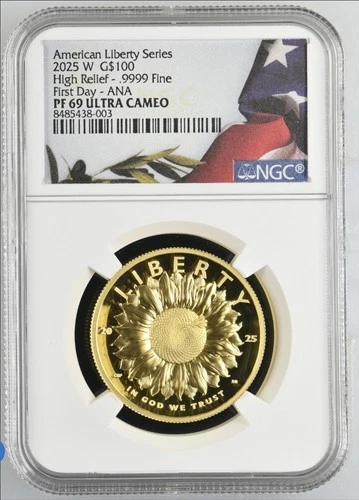 American Liberty Series
2025 W G$100
High Relief - .9999 Fine
First Day - ANA
PF 69 ULTRA CAMEO
8485438-003
NGC®
LIBERTY
20 25
IN GOD WE TRUST